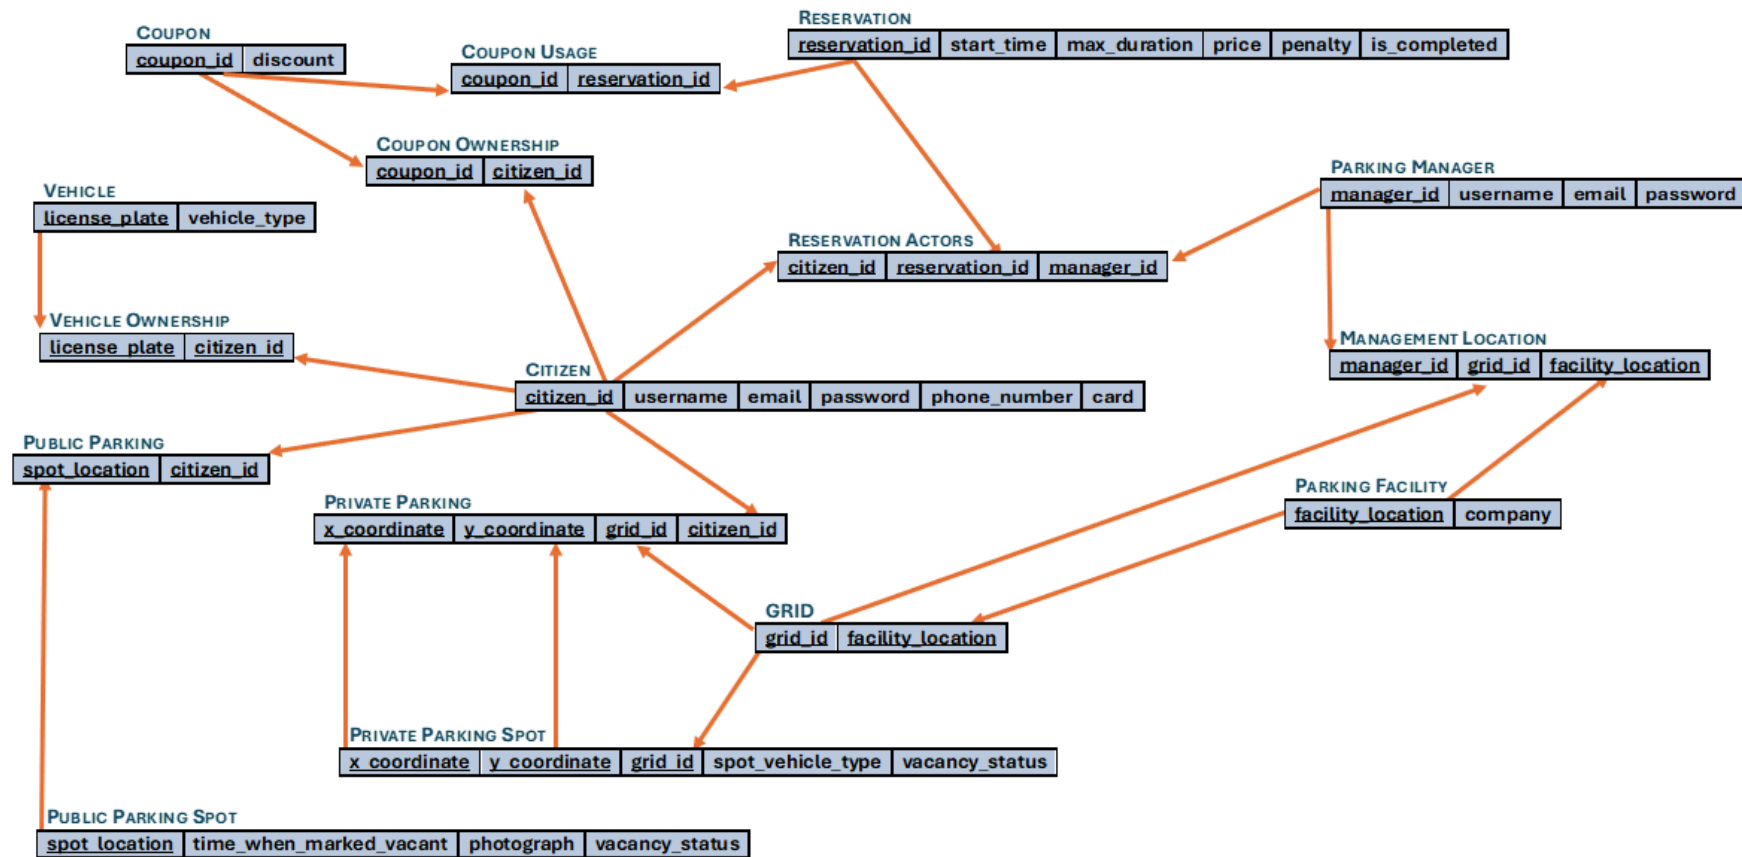 COUPON
coupon_id discount
COUPON USAGE
coupon_id reservation_id
RESERVATION
reservation_id start_time max_duration price penalty is_completed
COUPON OWNERSHIP
coupon_id citizen_id
VEHICLE
license_plate vehicle_type
PARKING MANAGER
manager_id username email password
RESERVATION ACTORS
citizen_id reservation_id manager_id
VEHICLE OWNERSHIP
license_plate citizen_id
MANAGEMENT LOCATION
manager_id grid_id facility_location
CITIZEN
citizen_id username email password phone_number card
PUBLIC PARKING
spot_location citizen_id
PRIVATE PARKING
x_coordinate y_coordinate grid_id citizen_id
PARKING FACILITY
facility_location company
GRID
grid_id facility_location
PRIVATE PARKING SPOT
x_coordinate y_coordinate grid_id spot_vehicle_type vacancy_status
PUBLIC PARKING SPOT
spot_location time_when_marked_vacant photograph vacancy_status